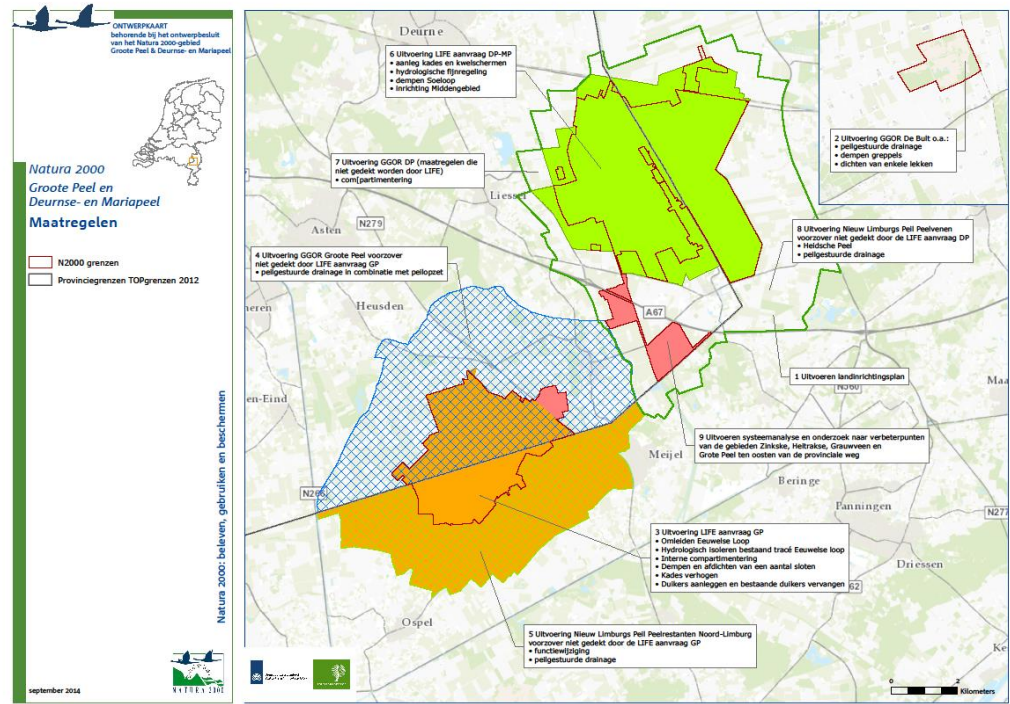 ONTWERPKAART
behorende bij het ontwerpbesluit
van het Natura 2000-gebied
Groote Peel & Deurnse- en Mariapeel
Natura 2000
Groote Peel en
Deurnse- en Mariapeel
Maatregelen
N2000 grenzen
Provinciegrenzen TOPgrenzen 2012
Natura 2000: beleven, gebruiken en beschermen
NATURA 2000
september 2014
Deurne
6 Uitvoering LIFE aanvraag DP-MP
• aanleg kades en kwelschermen
• hydrologische fijnregeling
• dempen Soeloop
• inrichting Middengebied
2 Uitvoering GGOR De Bult o.a.:
• peilgestuurde drainage
• dempen greppels
• dichten van enkele lekken
7 Uitvoering GGOR DP (maatregelen die
niet gedekt worden door LIFE)
• com[partimentering
Liessel
N279
Asten
8 Uitvoering Nieuw Limburgs Peil Peelvenen
voorzover niet gedekt door de LIFE aanvraag DP
• Heidsche Peel
• peilgestuurde drainage
4 Uitvoering GGOR Groote Peel voorzover
niet gedekt door LIFE aanvraag GP
• peilgestuurde drainage in combinatie met peilopzet
Heusden
A67
1 Uitvoeren landinrichtingsplan
N560
9 Uitvoeren systeemanalyse en onderzoek naar verbeterpunten
van de gebieden Zinkske, Heitrakse, Grauwveen en
Grote Peel ten oosten van de provinciale weg
Meijel
Beringe
Panningen
N277
3 Uitvoering LIFE aanvraag GP
• Omleiden Eeuwelse Loop
• Hydrologisch isoleren bestaand tracé Eeuwelse loop
• Interne compartimentering
• Dempen en afdichten van een aantal sloten
• Kades verhogen
• Duikers aanleggen en bestaande duikers vervangen
Driessen
Ospel
5 Uitvoering Nieuw Limburgs Peil Peelrestanten Noord-Limburg
voorzover niet gedekt door de LIFE aanvraag GP
• functiewijziging
• peilgestuurde drainage
0 2
Kilometers